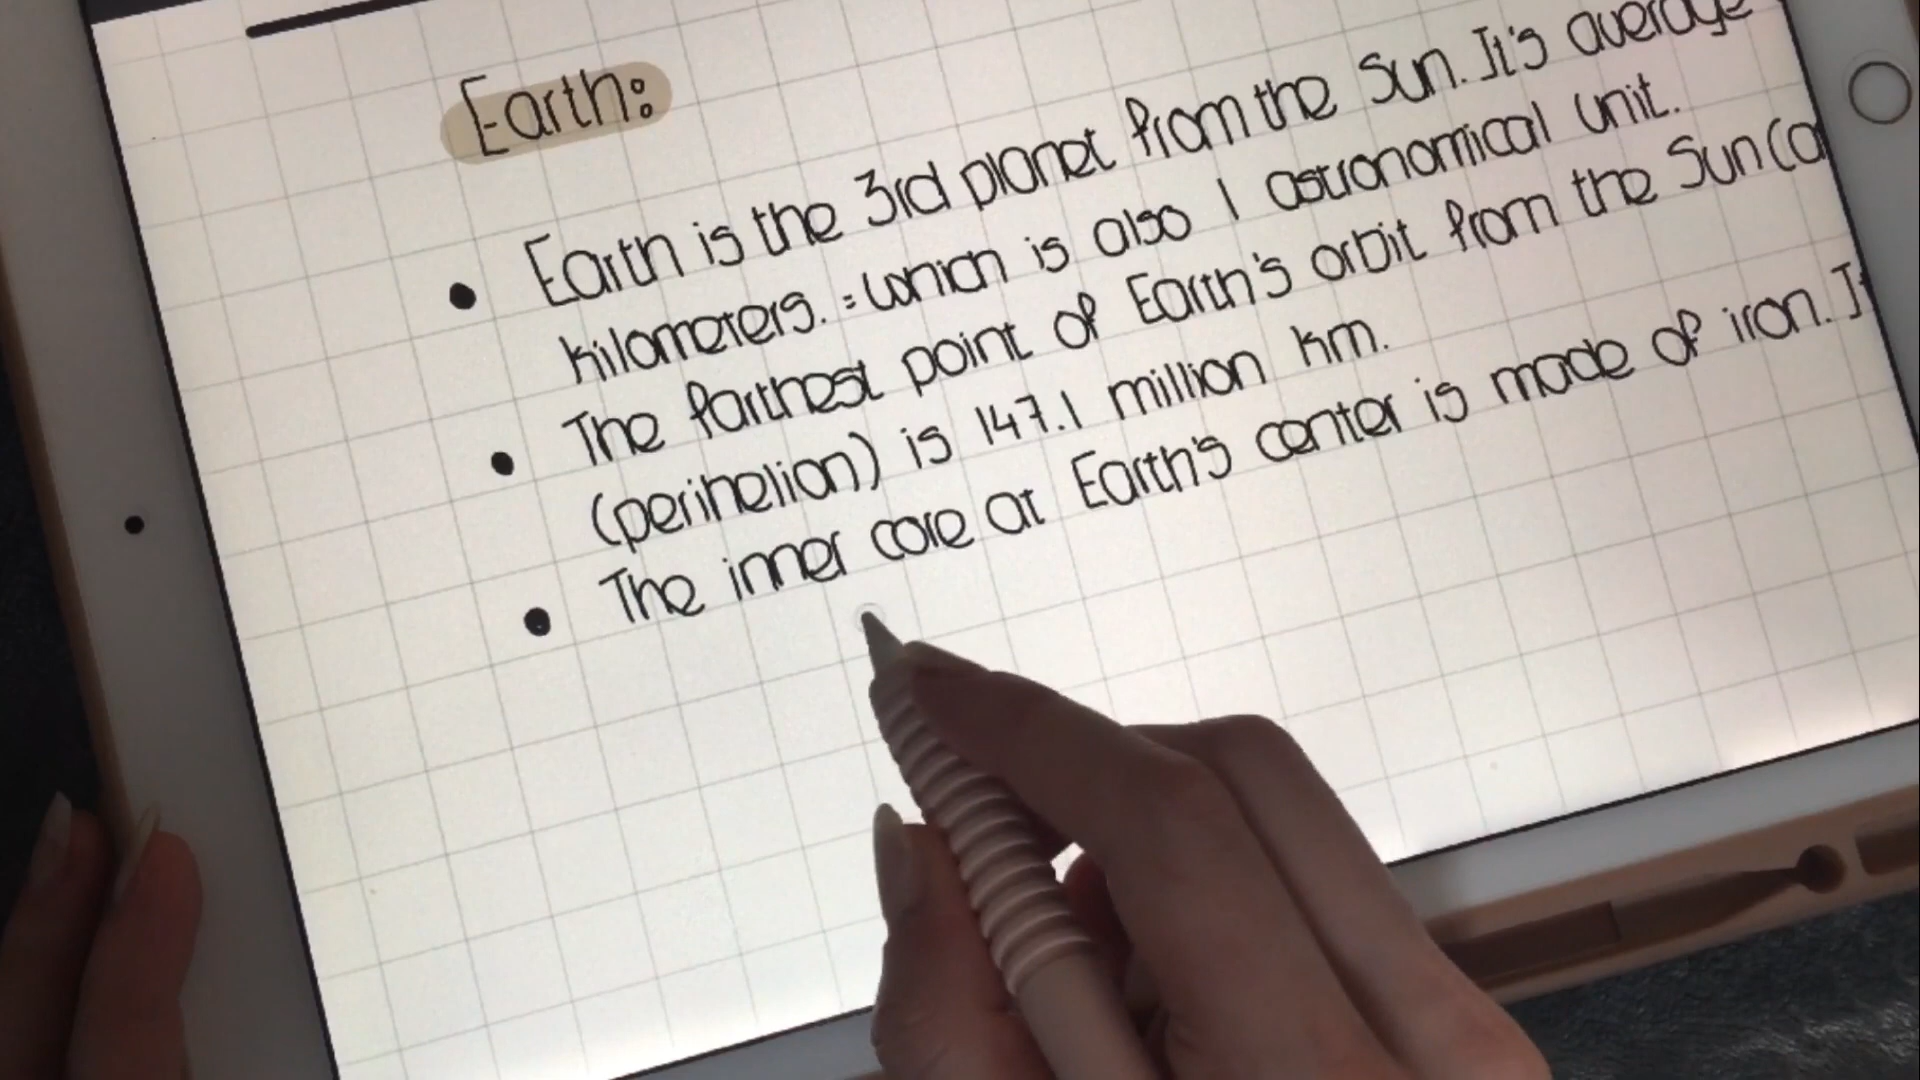 Earth:
Earth is the 3rd planet from the Sun. It's average
kilometers. = which is also 1 astronomical unit.
The farthest point of Earth's orbit from the Sun (a
(perihelion) is 147.1 million km.
The inner core at Earth's center is made of iron. It